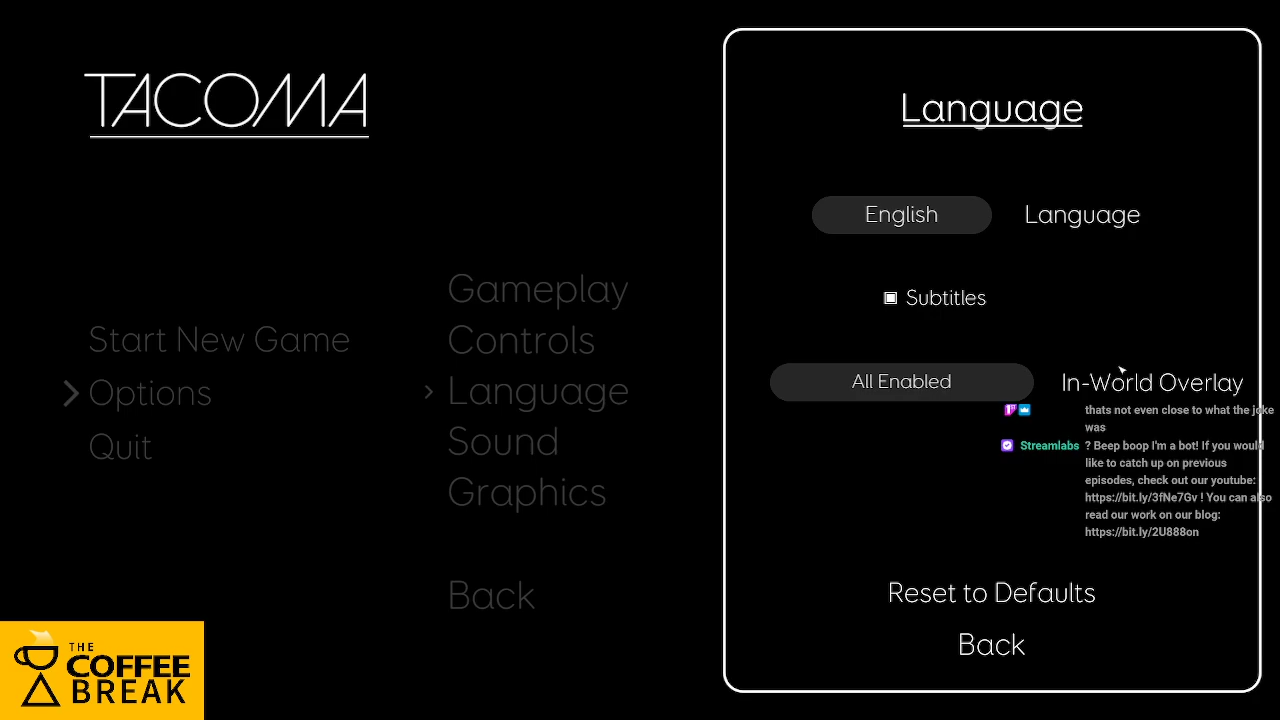 TACOMA
Start New Game
Options
Quit
Gameplay
Controls
Language
Sound
Graphics
Back
Language
English Language
Subtitles
All Enabled In-World Overlay
thats not even close to what the joke
was
Streamlabs ? Beep boop I'm a bot! If you would
like to catch up on previous
episodes, check out our youtube:
https://bit.ly/3fNe7Gv ! You can also
read our work on our blog:
https://bit.ly/2U888on
Reset to Defaults
Back
THE
COFFEE
BREAK